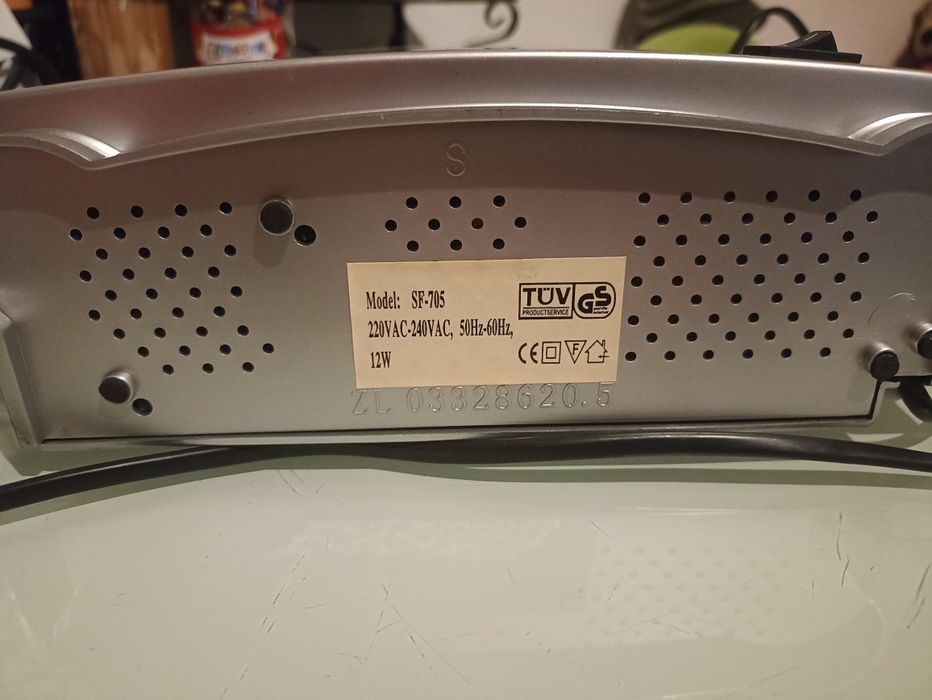 S
Model: SF-705
220VAC-240VAC, 50Hz-60Hz,
12W
TÜV GS
PRODUCTSERVICE
CE F
ZL 03328620.5